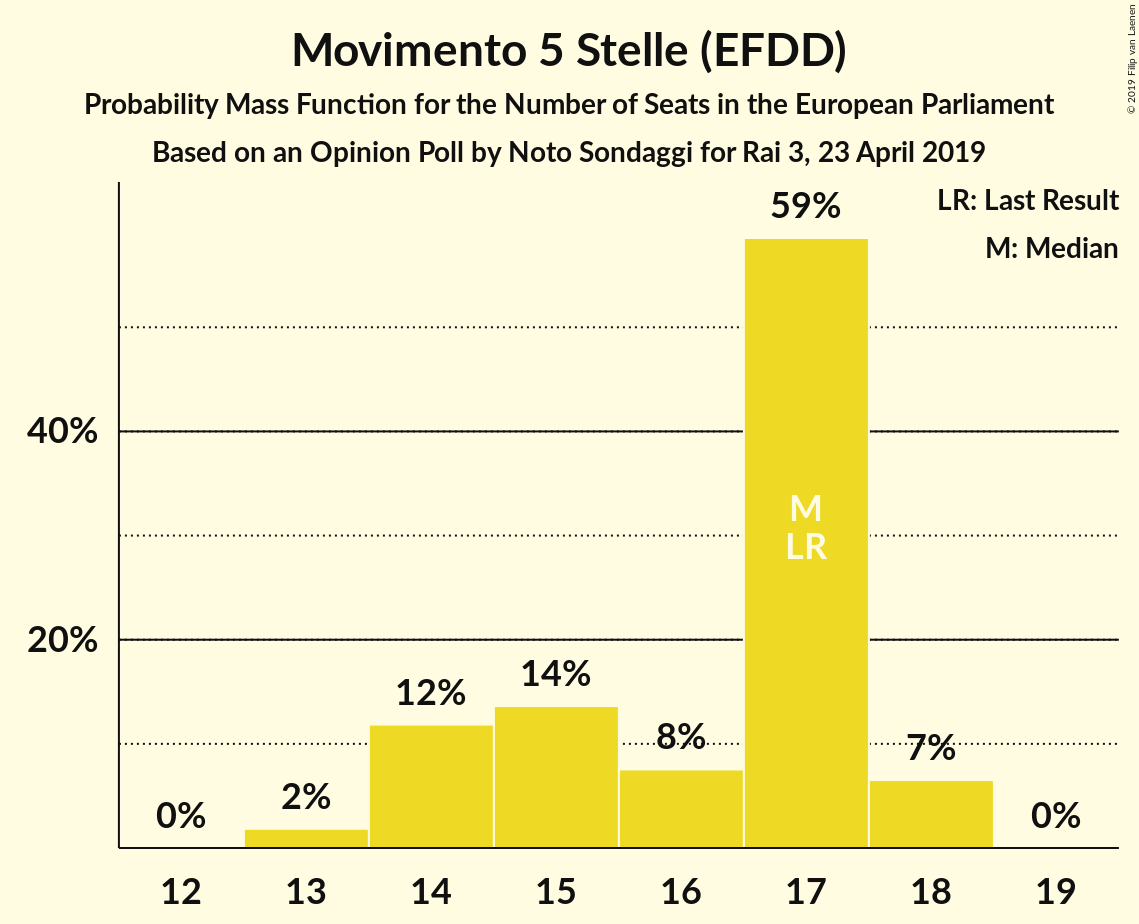 Movimento 5 Stelle (EFDD)
Probability Mass Function for the Number of Seats in the European Parliament
Based on an Opinion Poll by Noto Sondaggi for Rai 3, 23 April 2019
© 2019 Filip van Laenen
LR: Last Result
M: Median
59%
40%
M
LR
20%
14%
12%
8%
7%
2%
0%
0%
12 13 14 15 16 17 18 19